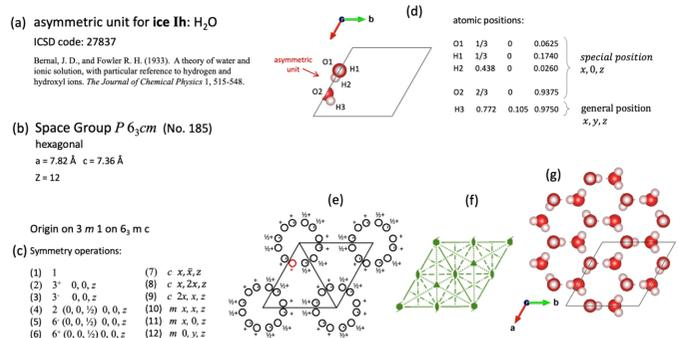 (a) asymmetric unit for ice Ih: H₂O
ICSD code: 27837
Bernal, J. D., and Fowler R. H. (1933). A theory of water and
ionic solution, with particular reference to hydrogen and
hydroxyl ions. The Journal of Chemical Physics 1, 515-548.
(b) Space Group P 6₃cm (No. 185)
hexagonal
a = 7.82 Å c = 7.36 Å
Z = 12
Origin on 3 m 1 on 6₃ m c
(c) Symmetry operations:
(1) 1
(2) 3⁺ 0,0,z
(3) 3⁻ 0,0,z
(4) 2 (0,0,½) 0,0,z
(5) 6⁻ (0,0,½) 0,0,z
(6) 6⁺ (0,0,½) 0,0,z
(7) c x,x̄,z
(8) c x,2x,z
(9) c 2x,x,z
(10) m x,x,z
(11) m x,0,z
(12) m 0,y,z
b
asymmetric
unit
O1
H1
H2
O2
H3
(d)
atomic positions:
O1 1/3 0 0.0625
H1 1/3 0 0.1740
H2 0.438 0 0.0260
O2 2/3 0 0.9375
H3 0.772 0.105 0.9750
special position
x,0,z
general position
x,y,z
(e)
(f)
(g)
b
a